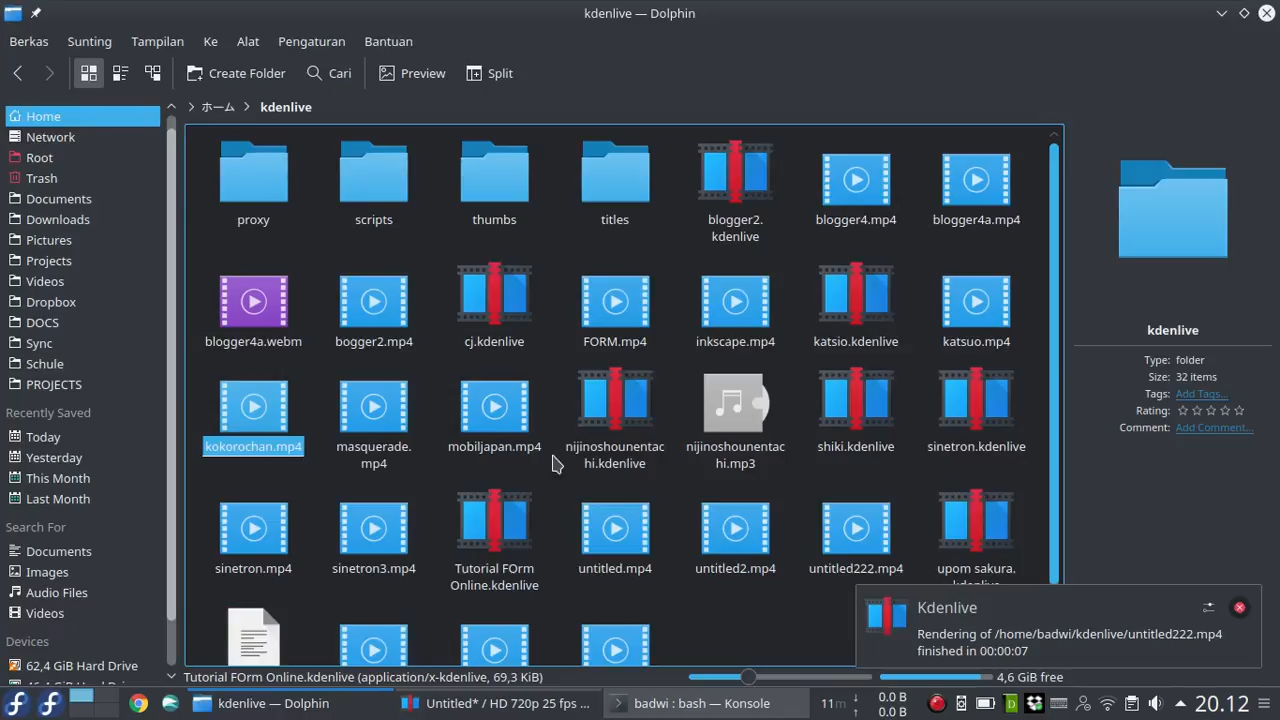 kdenlive — Dolphin
Berkas Sunting Tampilan Ke Alat Pengaturan Bantuan
Create Folder Cari Preview Split
ホーム kdenlive
Home
Network
Root
Trash
Documents
Downloads
Pictures
Projects
Videos
Dropbox
DOCS
Sync
Schule
PROJECTS
Recently Saved
Today
Yesterday
This Month
Last Month
Search For
Documents
Images
Audio Files
Videos
Devices
62,4 GiB Hard Drive
proxy scripts thumbs titles blogger2.
kdenlive blogger4.mp4 blogger4a.mp4
blogger4a.webm bogger2.mp4 cj.kdenlive FORM.mp4 inkscape.mp4 katsio.kdenlive katsuo.mp4
kokorochan.mp4 masquerade.
mp4 mobiljapan.mp4 nijinoshounentac
hi.kdenlive nijinoshounentac
hi.mp3 shiki.kdenlive sinetron.kdenlive
sinetron.mp4 sinetron3.mp4 Tutorial FOrm
Online.kdenlive untitled.mp4 untitled2.mp4 untitled222.mp4 upom sakura.
kdenlive
Tutorial FOrm Online.kdenlive (application/x-kdenlive, 69,3 KiB)
4,6 GiB free
kdenlive
Type: folder
Size: 32 items
Tags: Add Tags...
Rating:
Comment: Add Comment...
Kdenlive
Rendering of /home/badwi/kdenlive/untitled222.mp4
finished in 00:00:07
kdenlive — Dolphin
Untitled* / HD 720p 25 fps ...
badwi : bash — Konsole
11m
0.0 B
0.0 B
20.12